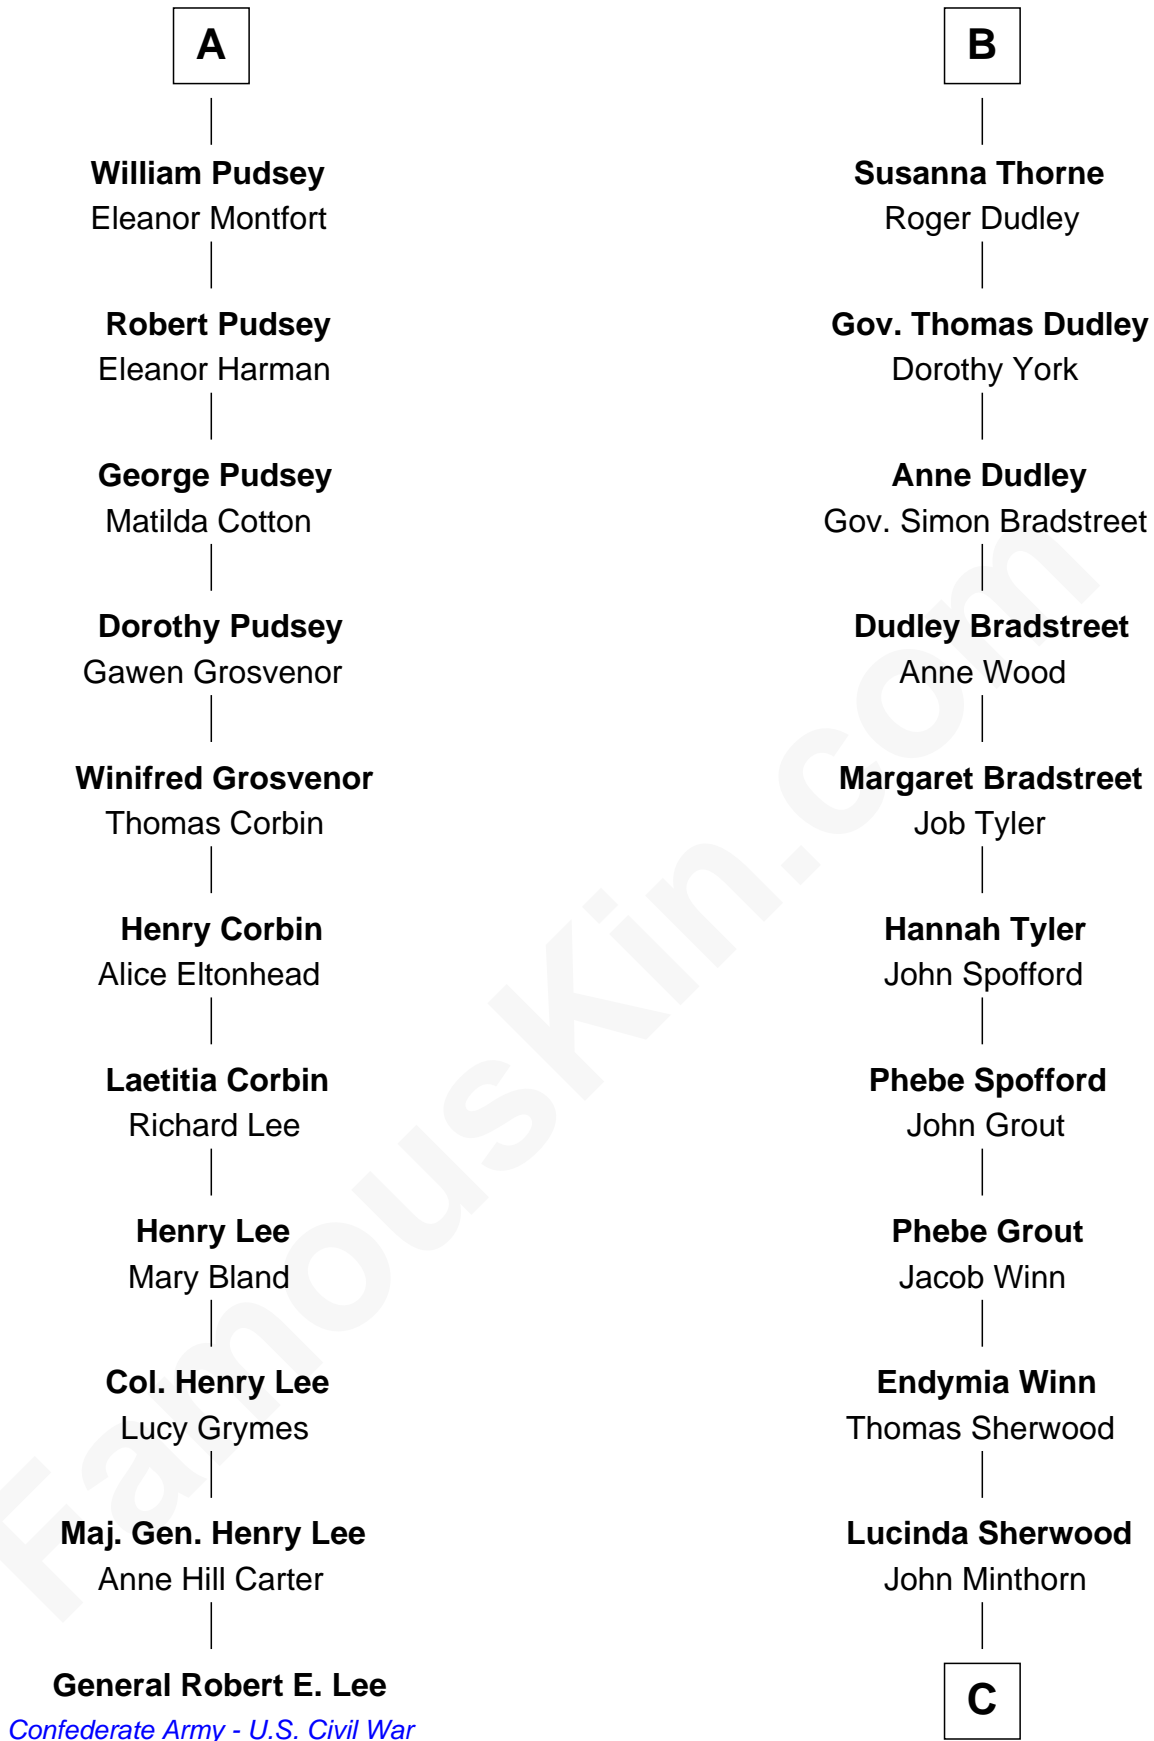 A
William Pudsey
Eleanor Montfort
Robert Pudsey
Eleanor Harman
George Pudsey
Matilda Cotton
Dorothy Pudsey
Gawen Grosvenor
Winifred Grosvenor
Thomas Corbin
Henry Corbin
Alice Eltonhead
Laetitia Corbin
Richard Lee
Henry Lee
Mary Bland
Col. Henry Lee
Lucy Grymes
Maj. Gen. Henry Lee
Anne Hill Carter
General Robert E. Lee
Confederate Army - U.S. Civil War
B
Susanna Thorne
Roger Dudley
Gov. Thomas Dudley
Dorothy York
Anne Dudley
Gov. Simon Bradstreet
Dudley Bradstreet
Anne Wood
Margaret Bradstreet
Job Tyler
Hannah Tyler
John Spofford
Phebe Spofford
John Grout
Phebe Grout
Jacob Winn
Endymia Winn
Thomas Sherwood
Lucinda Sherwood
John Minthorn
C
FamousKin.com